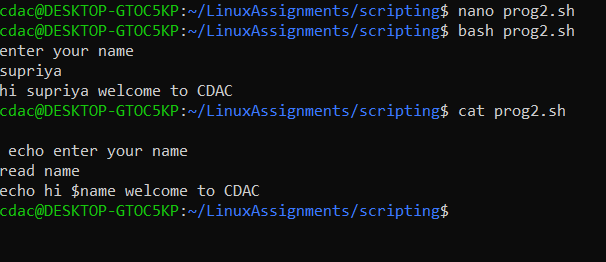 cdac@DESKTOP-GTOC5KP:~/LinuxAssignments/scripting$ nano prog2.sh
cdac@DESKTOP-GTOC5KP:~/LinuxAssignments/scripting$ bash prog2.sh
enter your name
supriya
hi supriya welcome to CDAC
cdac@DESKTOP-GTOC5KP:~/LinuxAssignments/scripting$ cat prog2.sh
echo enter your name
read name
echo hi $name welcome to CDAC
cdac@DESKTOP-GTOC5KP:~/LinuxAssignments/scripting$